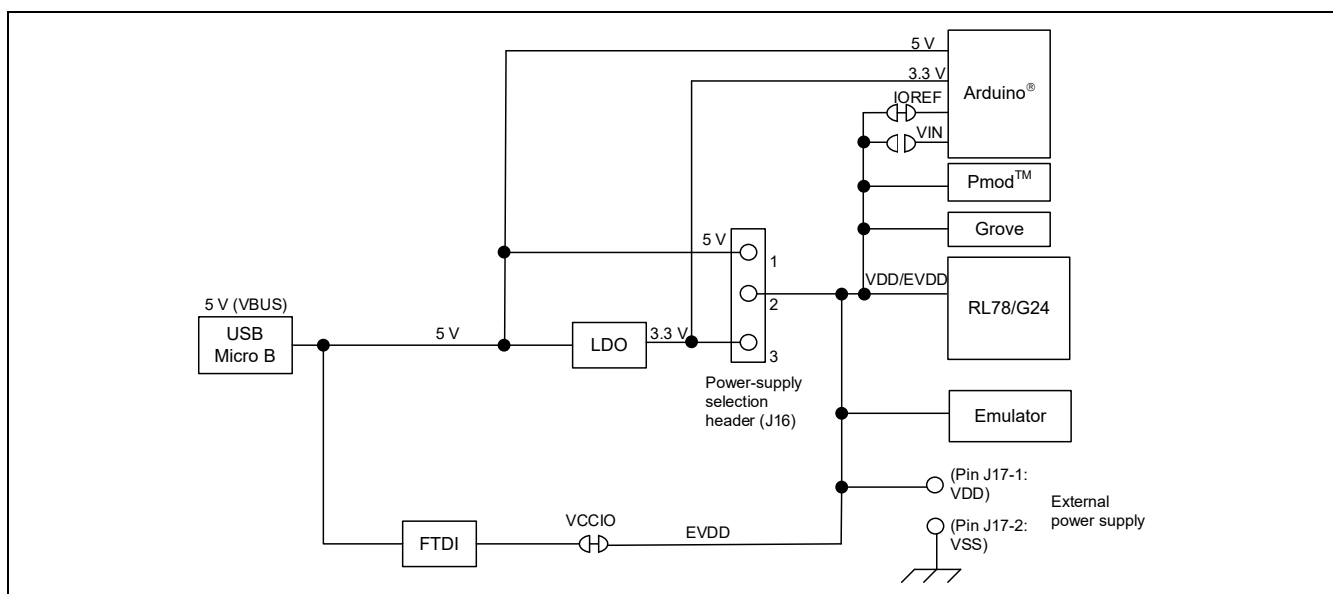 5 V
3.3 V
Arduino®
IOREF
VIN
Pmod™
Grove
5 V
1
VDD/EVDD
2
RL78/G24
5 V (VBUS)
USB
Micro B
5 V
LDO
3.3 V
3
Power-supply
selection
header (J16)
Emulator
(Pin J17-1:
VDD)
External
power supply
(Pin J17-2:
VSS)
VCCIO
EVDD
FTDI